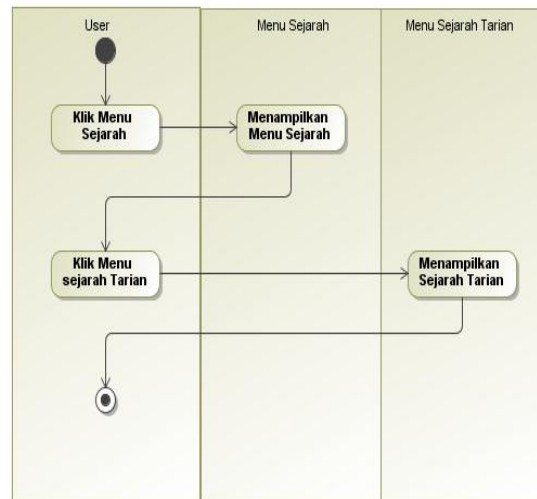 User
Menu Sejarah
Menu Sejarah Tarian
Klik Menu
Sejarah
Menampilkan
Menu Sejarah
Klik Menu
sejarah Tarian
Menampilkan
Sejarah Tarian